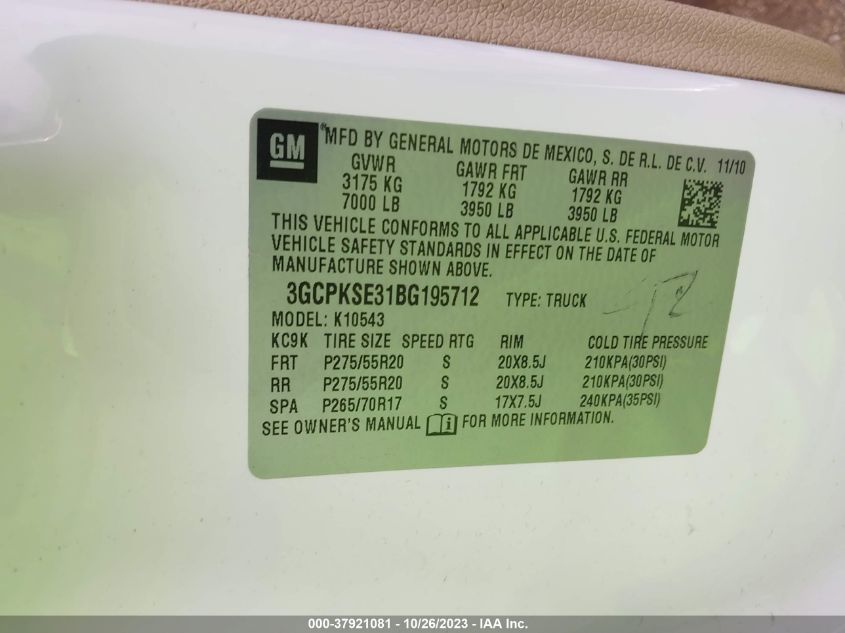 GM
® MFD BY GENERAL MOTORS DE MEXICO, S. DE R.L. DE C.V. 11/10
GVWR GAWR FRT GAWR RR
3175 KG 1792 KG 1792 KG
7000 LB 3950 LB 3950 LB
THIS VEHICLE CONFORMS TO ALL APPLICABLE U.S. FEDERAL MOTOR
VEHICLE SAFETY STANDARDS IN EFFECT ON THE DATE OF
MANUFACTURE SHOWN ABOVE.
3GCPKSE31BG195712 TYPE: TRUCK
MODEL: K10543
KC9K TIRE SIZE SPEED RTG RIM COLD TIRE PRESSURE
FRT P275/55R20 S 20X8.5J 210KPA(30PSI)
RR P275/55R20 S 20X8.5J 210KPA(30PSI)
SPA P265/70R17 S 17X7.5J 240KPA(35PSI)
SEE OWNER'S MANUAL i FOR MORE INFORMATION.
000-37921081 - 10/26/2023 - IAA Inc.